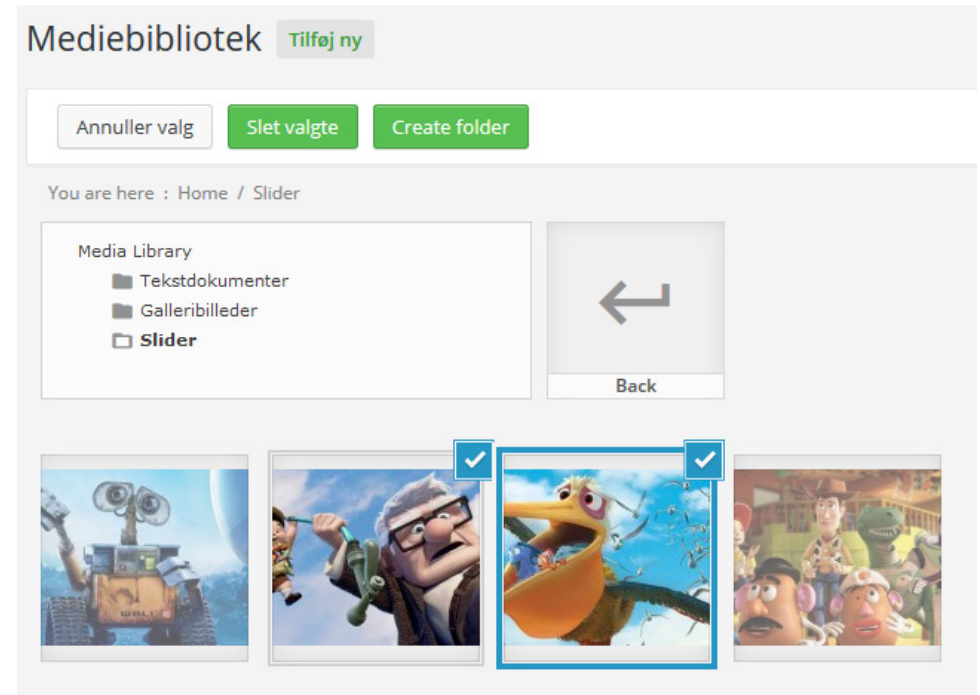 Mediebibliotek Tilføj ny
Annuller valg Slet valgte Create folder
You are here : Home / Slider
Media Library
Tekstdokumenter
Galleribilleder
Slider
Back
WALL